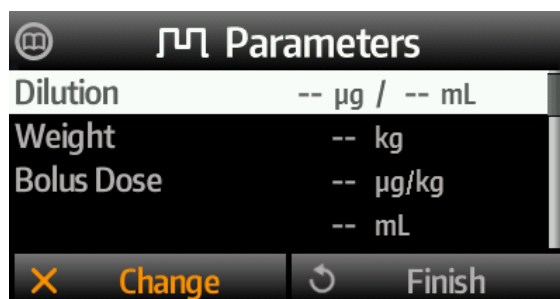 Parameters
Dilution -- µg / -- mL
Weight -- kg
Bolus Dose -- µg/kg
-- mL
Change Finish